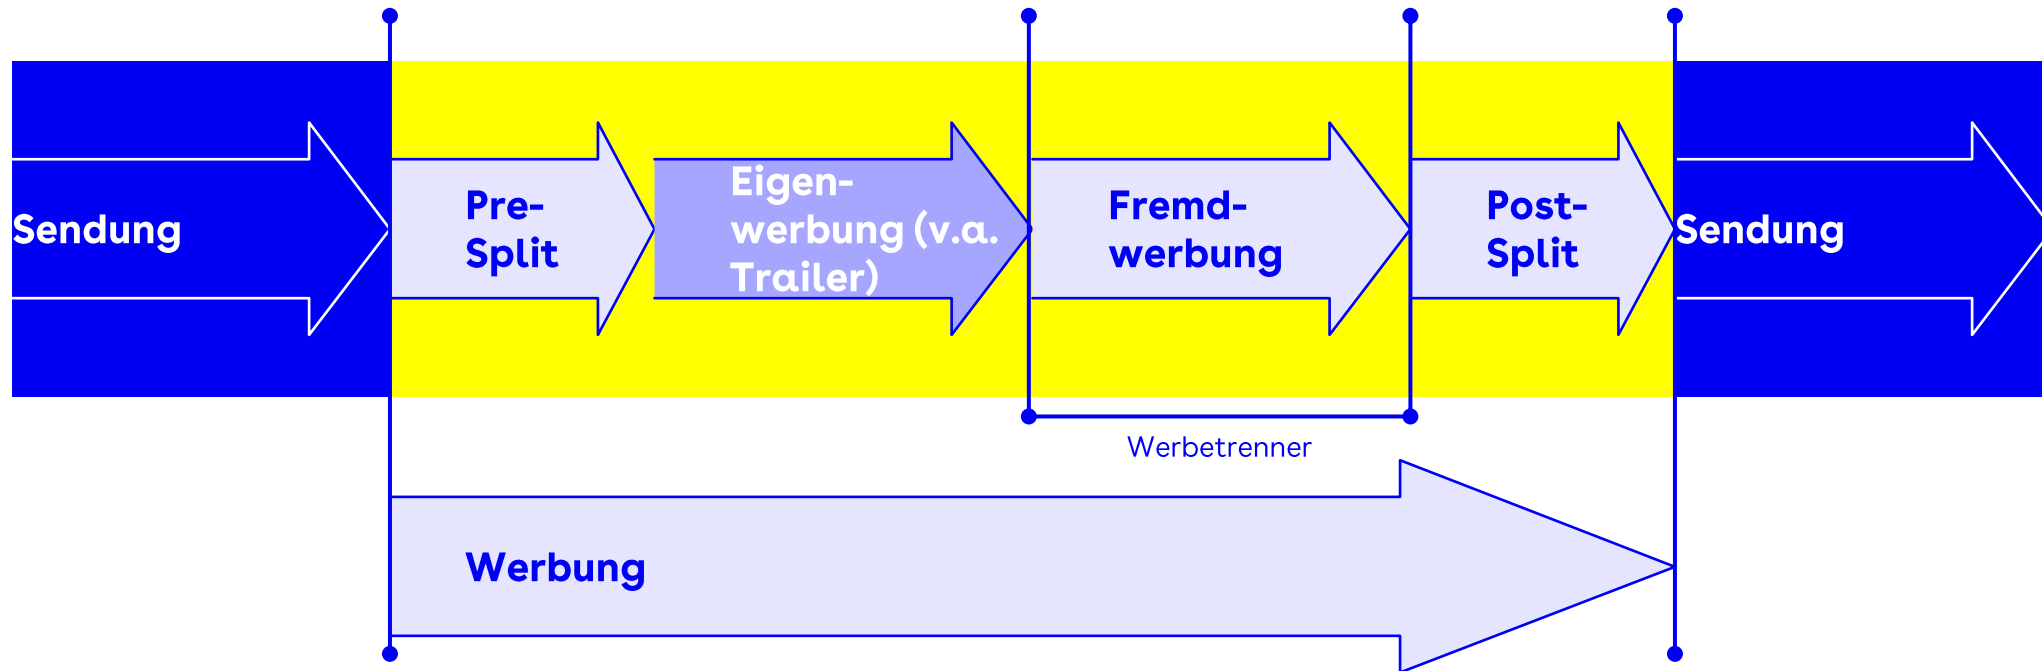 Sendung
Pre-
Split
Eigen-
werbung (v.a.
Trailer)
Fremd-
werbung
Post-
Split
Sendung
Werbetrenner
Werbung